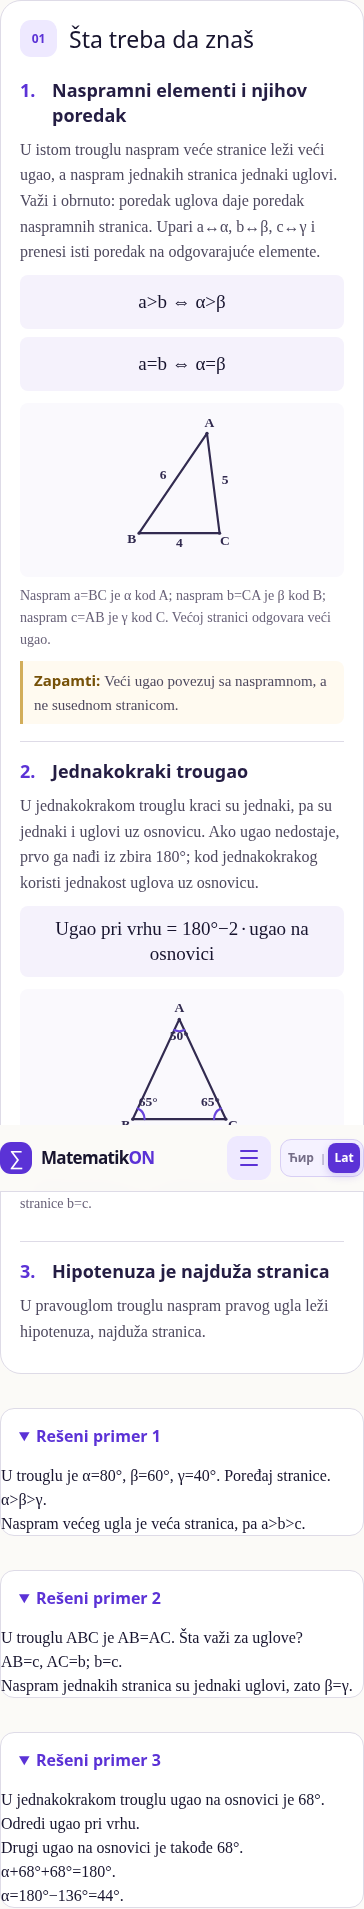 01 Šta treba da znaš
1. Naspramni elementi i njihov
poredak
U istom trouglu naspram veće stranice leži veći
ugao, a naspram jednakih stranica jednaki uglovi.
Važi i obrnuto: poredak uglova daje poredak
naspramnih stranica. Upari a↔α, b↔β, c↔γ i
prenesi isti poredak na odgovarajuće elemente.
a>b ⇔ α>β
a=b ⇔ α=β
A
6
5
B
4
C
Naspram a=BC je α kod A; naspram b=CA je β kod B;
naspram c=AB je γ kod C. Većoj stranici odgovara veći
ugao.
Zapamti: Veći ugao povezuj sa naspramnom, a
ne susednom stranicom.
2. Jednakokraki trougao
U jednakokrakom trouglu kraci su jednaki, pa su
jednaki i uglovi uz osnovicu. Ako ugao nedostaje,
prvo ga nađi iz zbira 180°; kod jednakokrakog
koristi jednakost uglova uz osnovicu.
Ugao pri vrhu = 180°−2·ugao na
osnovici
A
50°
65° 65°
B C
MatematikON
Ћир | Lat
stranice b=c.
3. Hipotenuza je najduža stranica
U pravouglom trouglu naspram pravog ugla leži
hipotenuza, najduža stranica.
▼ Rešeni primer 1
U trouglu je α=80°, β=60°, γ=40°. Poređaj stranice.
α>β>γ.
Naspram većeg ugla je veća stranica, pa a>b>c.
▼ Rešeni primer 2
U trouglu ABC je AB=AC. Šta važi za uglove?
AB=c, AC=b; b=c.
Naspram jednakih stranica su jednaki uglovi, zato β=γ.
▼ Rešeni primer 3
U jednakokrakom trouglu ugao na osnovici je 68°.
Odredi ugao pri vrhu.
Drugi ugao na osnovici je takođe 68°.
α+68°+68°=180°.
α=180°−136°=44°.